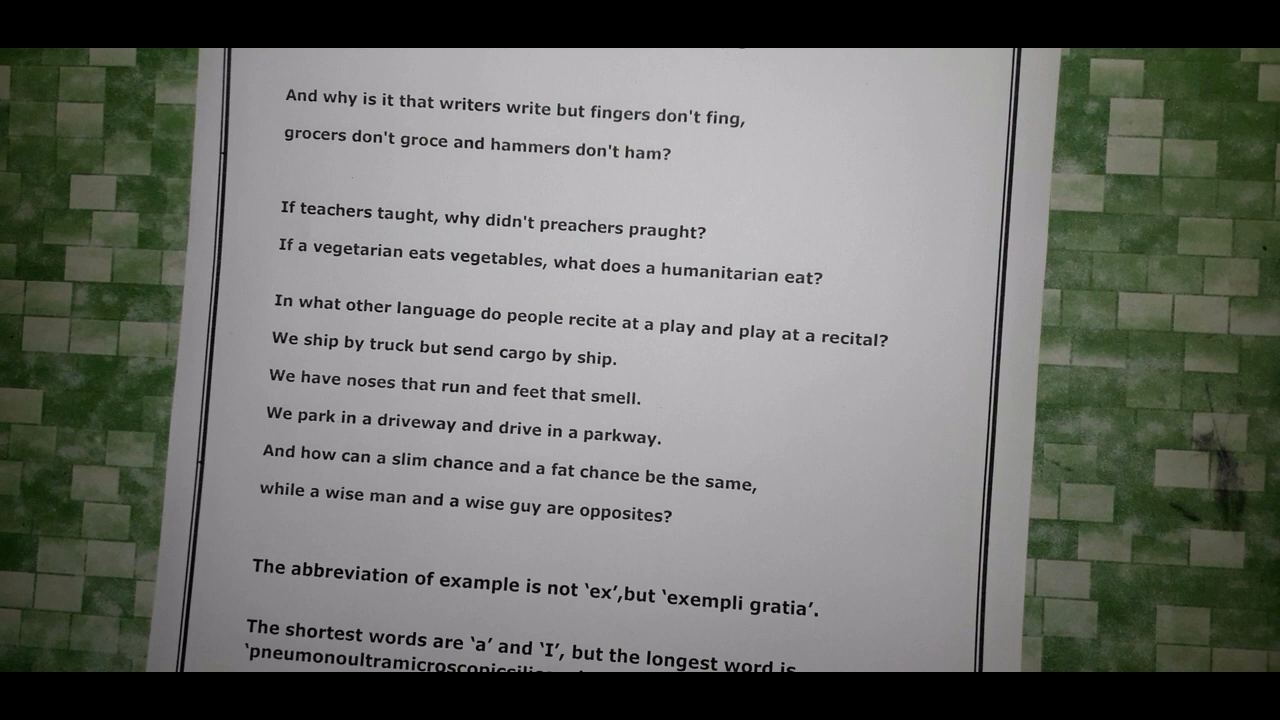 And why is it that writers write but fingers don't fing,
grocers don't groce and hammers don't ham?
If teachers taught, why didn't preachers praught?
If a vegetarian eats vegetables, what does a humanitarian eat?
In what other language do people recite at a play and play at a recital?
We ship by truck but send cargo by ship.
We have noses that run and feet that smell.
We park in a driveway and drive in a parkway.
And how can a slim chance and a fat chance be the same,
while a wise man and a wise guy are opposites?
The abbreviation of example is not ‘ex’,but ‘exempli gratia’.
The shortest words are ‘a’ and ‘I’, but the longest word is